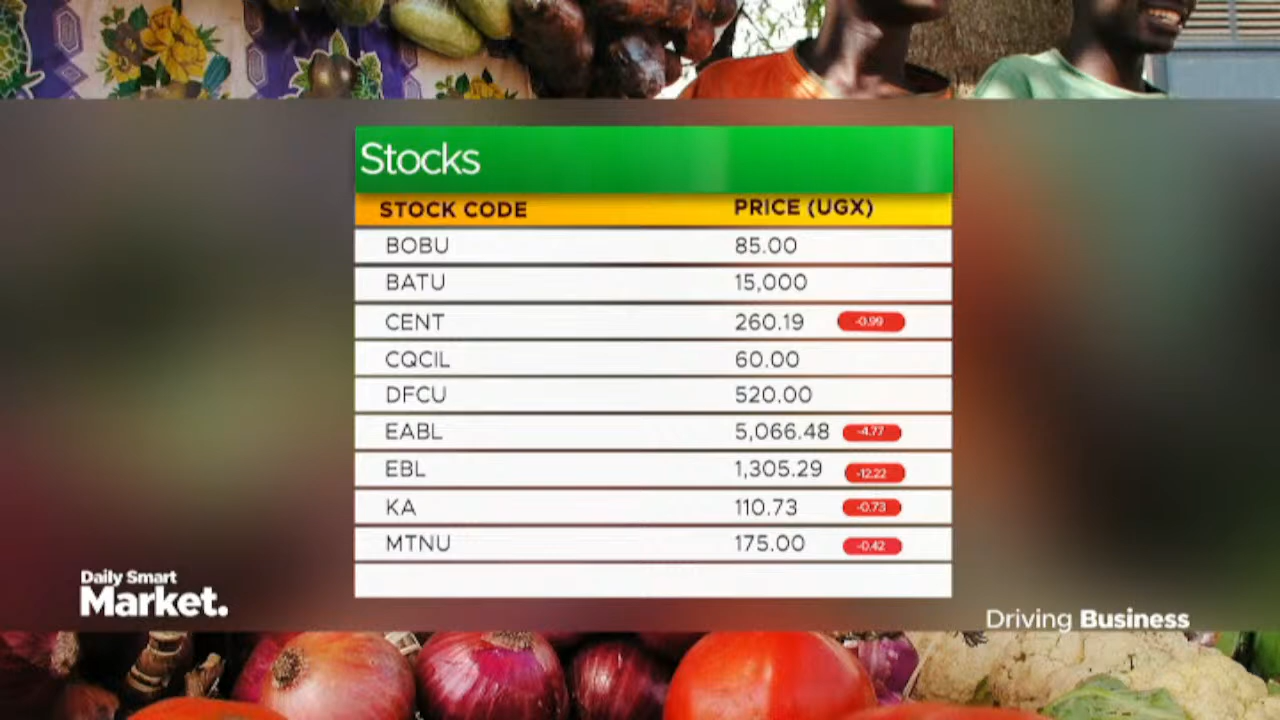 Stocks
STOCK CODE PRICE (UGX)
BOBU 85.00
BATU 15,000
CENT 260.19 -0.99
CQCIL 60.00
DFCU 520.00
EABL 5,066.48 -4.77
EBL 1,305.29 -12.22
KA 110.73 -0.73
MTNU 175.00 -0.42
Daily Smart
Market.
Driving Business